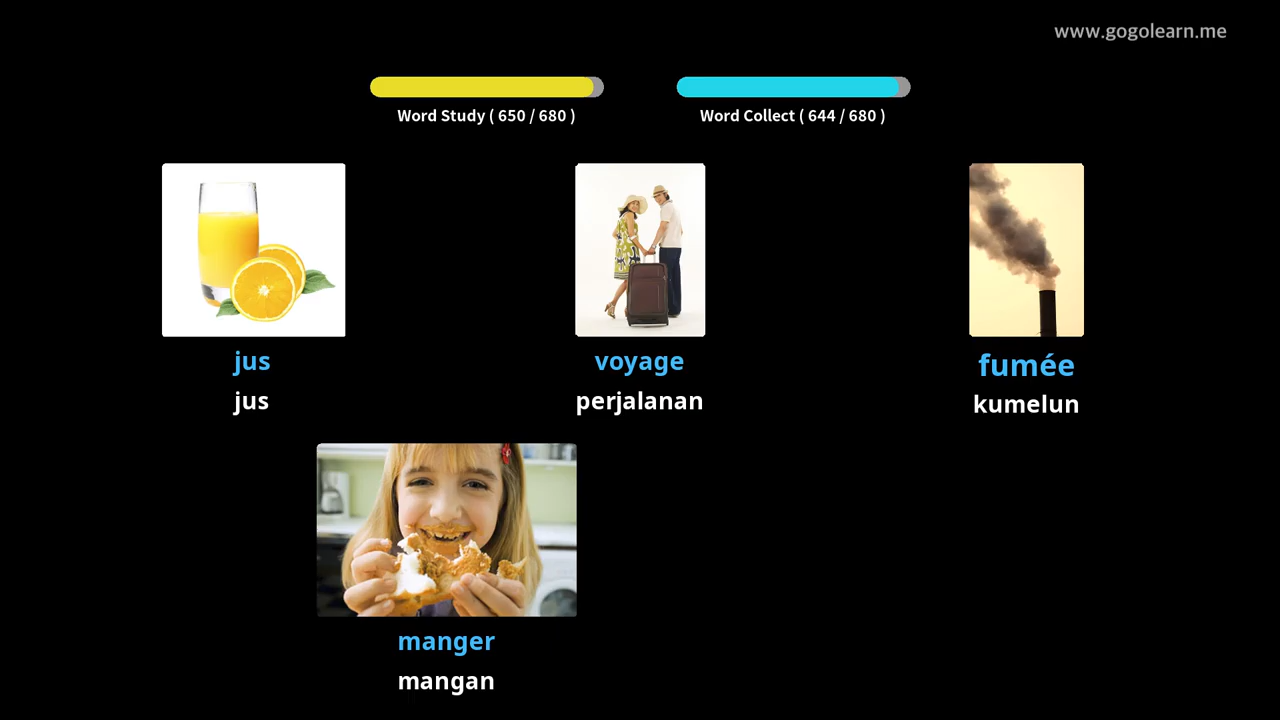 www.gogolearn.me
Word Study ( 650 / 680 )
Word Collect ( 644 / 680 )
jus
jus
voyage
perjalanan
fumée
kumelun
manger
mangan